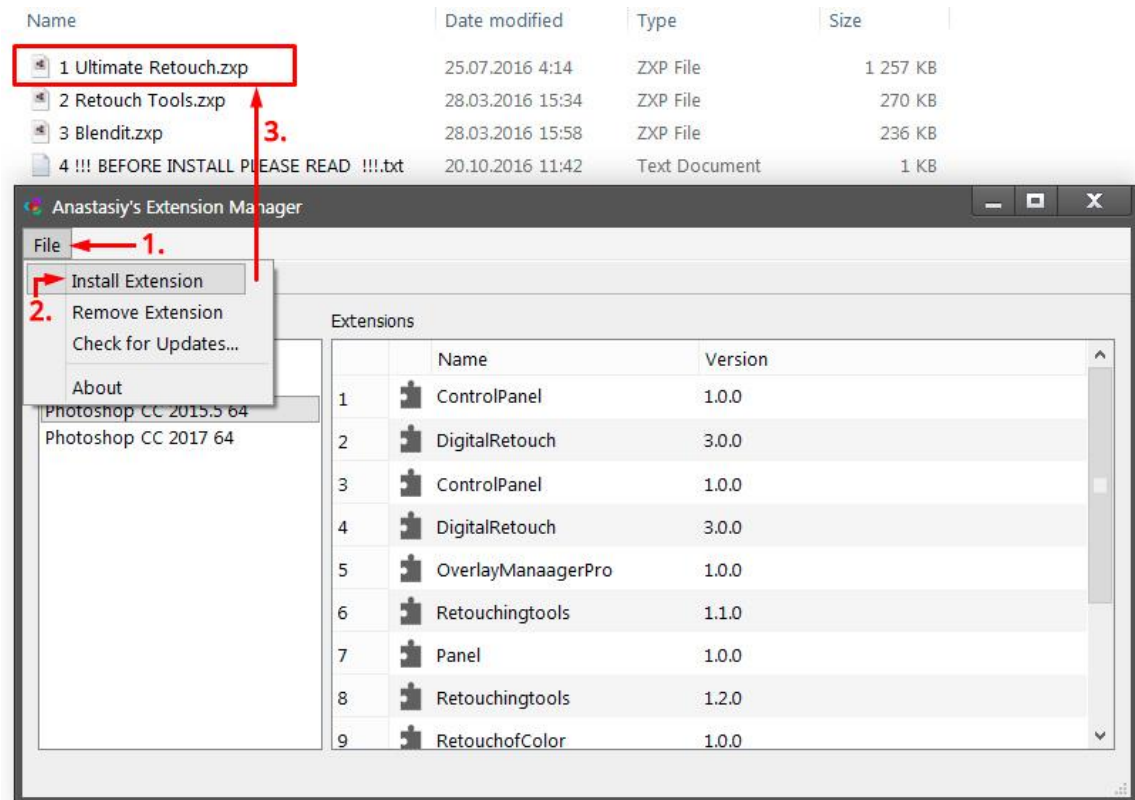 Name Date modified Type Size
1 Ultimate Retouch.zxp 25.07.2016 4:14 ZXP File 1 257 KB
2 Retouch Tools.zxp 28.03.2016 15:34 ZXP File 270 KB
3 Blendit.zxp 28.03.2016 15:58 ZXP File 236 KB
3.
4 !!! BEFORE INSTALL PLEASE READ !!!.txt 20.10.2016 11:42 Text Document 1 KB
Anastasiy's Extension Manager
File 1.
Install Extension
2.
Remove Extension
Check for Updates...
About
Photoshop CC 2015.5 64
Photoshop CC 2017 64
Extensions
Name Version
1 ControlPanel 1.0.0
2 DigitalRetouch 3.0.0
3 ControlPanel 1.0.0
4 DigitalRetouch 3.0.0
5 OverlayManaagerPro 1.0.0
6 Retouchingtools 1.1.0
7 Panel 1.0.0
8 Retouchingtools 1.2.0
9 RetouchofColor 1.0.0